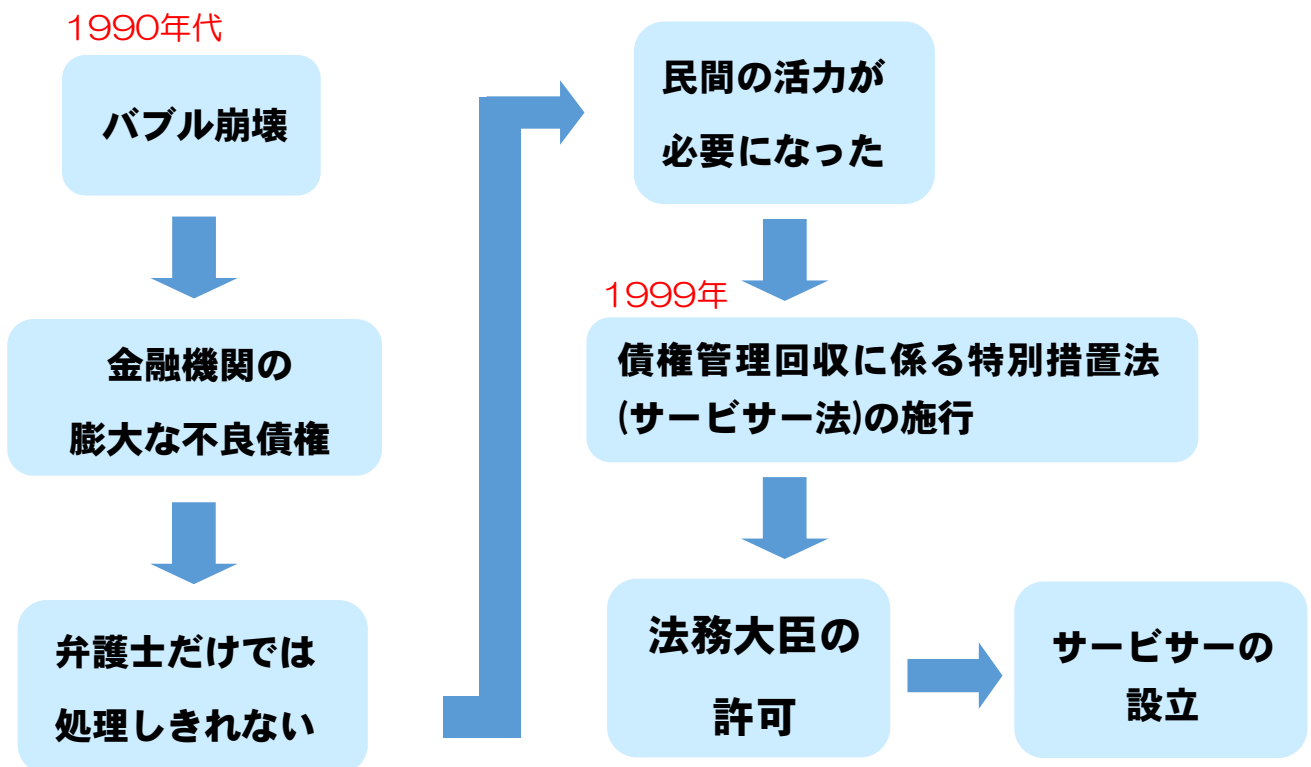 1990年代
バブル崩壊
金融機関の
膨大な不良債権
弁護士だけでは
処理しきれない
民間の活力が
必要になった
1999年
債権管理回収に係る特別措置法
(サービサー法)の施行
法務大臣の
許可
サービサーの
設立